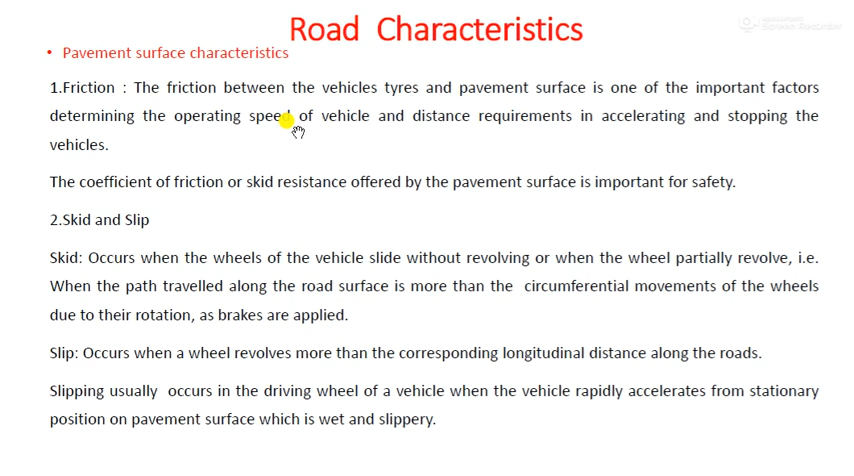 Road Characteristics
Screen Recorder
• Pavement surface characteristics
1.Friction : The friction between the vehicles tyres and pavement surface is one of the important factors
determining the operating speed of vehicle and distance requirements in accelerating and stopping the
vehicles.
The coefficient of friction or skid resistance offered by the pavement surface is important for safety.
2.Skid and Slip
Skid: Occurs when the wheels of the vehicle slide without revolving or when the wheel partially revolve, i.e.
When the path travelled along the road surface is more than the circumferential movements of the wheels
due to their rotation, as brakes are applied.
Slip: Occurs when a wheel revolves more than the corresponding longitudinal distance along the roads.
Slipping usually occurs in the driving wheel of a vehicle when the vehicle rapidly accelerates from stationary
position on pavement surface which is wet and slippery.